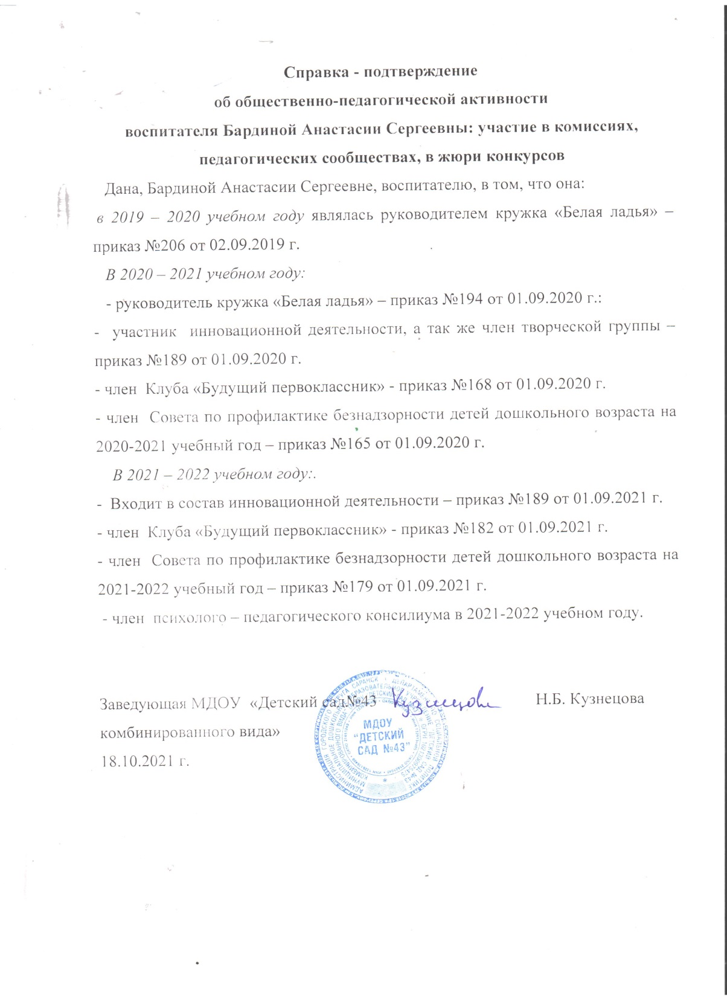 Справка - подтверждение
об общественно-педагогической активности
воспитателя Бардиной Анастасии Сергеевны: участие в комиссиях,
педагогических сообществах, в жюри конкурсов
Дана, Бардиной Анастасии Сергеевне, воспитателю, в том, что она:
в 2019 – 2020 учебном году являлась руководителем кружка «Белая ладья» –
приказ №206 от 02.09.2019 г.
В 2020 – 2021 учебном году:
- руководитель кружка «Белая ладья» – приказ №194 от 01.09.2020 г.:
- участник инновационной деятельности, а так же член творческой группы –
приказ №189 от 01.09.2020 г.
- член Клуба «Будущий первоклассник» - приказ №168 от 01.09.2020 г.
- член Совета по профилактике безнадзорности детей дошкольного возраста на
2020-2021 учебный год – приказ №165 от 01.09.2020 г.
В 2021 – 2022 учебном году:.
- Входит в состав инновационной деятельности – приказ №189 от 01.09.2021 г.
- член Клуба «Будущий первоклассник» - приказ №182 от 01.09.2021 г.
- член Совета по профилактике безнадзорности детей дошкольного возраста на
2021-2022 учебный год – приказ №179 от 01.09.2021 г.
- член психолого – педагогического консилиума в 2021-2022 учебном году.
Заведующая МДОУ «Детский сад№43 Кузнецова Н.Б. Кузнецова
комбинированного вида»
18.10.2021 г.
МДОУ
"ДЕТСКИЙ
САД №43"